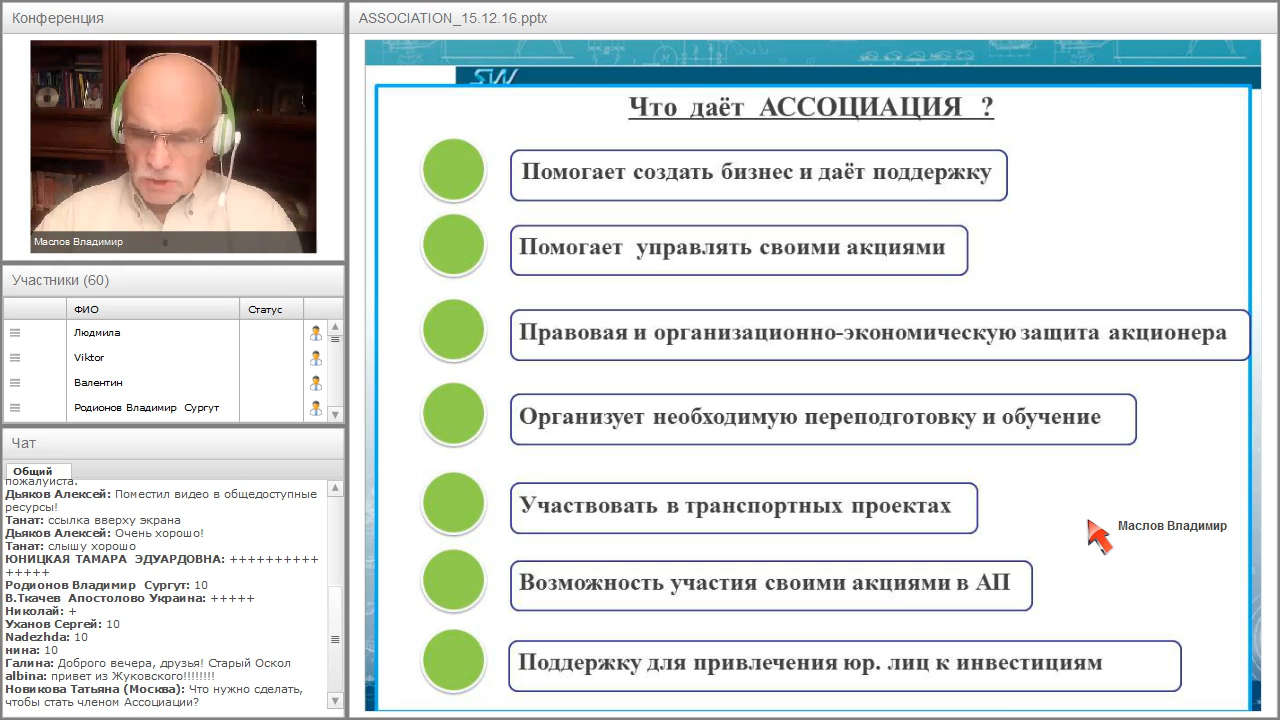 Конференция
Маслов Владимир
Участники (60)
ФИО
Статус
Людмила
Viktor
Валентин
Родионов Владимир Сургут
Чат
Общий
пожалуйста.
Дьяков Алексей: Поместил видео в общедоступные
ресурсы!
Танат: ссылка вверху экрана
Дьяков Алексей: Очень хорошо!
Танат: слышу хорошо
ЮНИЦКАЯ ТАМАРА ЭДУАРДОВНА: ++++++++++
+++++
Родионов Владимир Сургут: 10
В.Ткачев Апостолово Украина: +++++
Николай: +
Уханов Сергей: 10
Nadezhda: 10
нина: 10
Галина: Доброго вечера, друзья! Старый Оскол
albina: привет из Жуковского!!!!!!!!
Новикова Татьяна (Москва): Что нужно сделать,
чтобы стать членом Ассоциации?
ASSOCIATION_15.12.16.pptx
SW
Что даёт АССОЦИАЦИЯ ?
Помогает создать бизнес и даёт поддержку
Помогает управлять своими акциями
Правовая и организационно-экономическую защита акционера
Организует необходимую переподготовку и обучение
Участвовать в транспортных проектах
Маслов Владимир
Возможность участия своими акциями в АП
Поддержку для привлечения юр. лиц к инвестициям